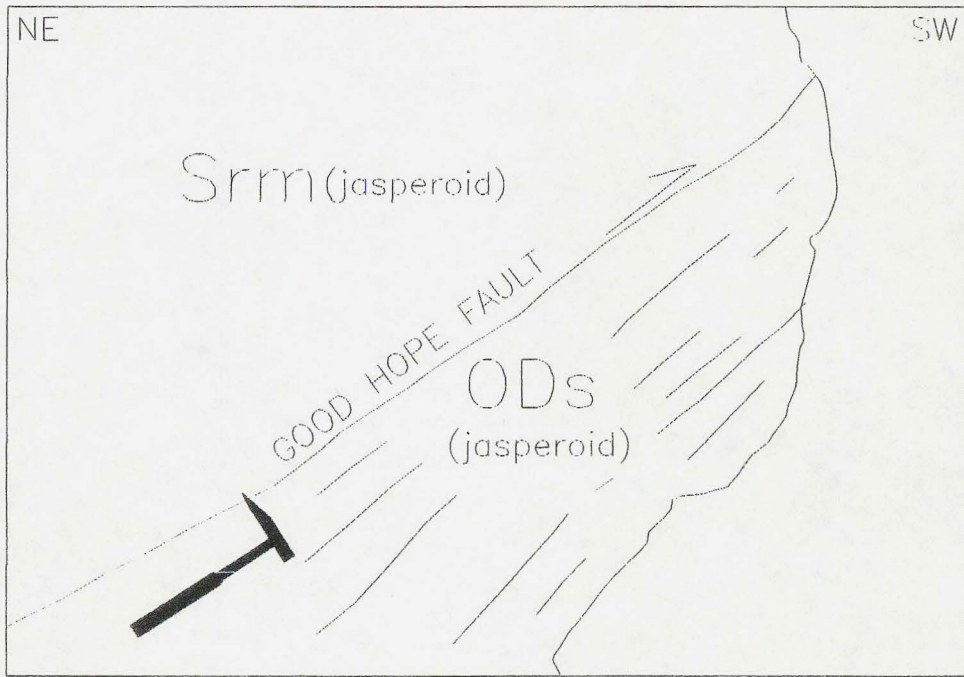 NE
SW
Srm (jasperoid)
GOOD HOPE FAULT
ODs
(jasperoid)